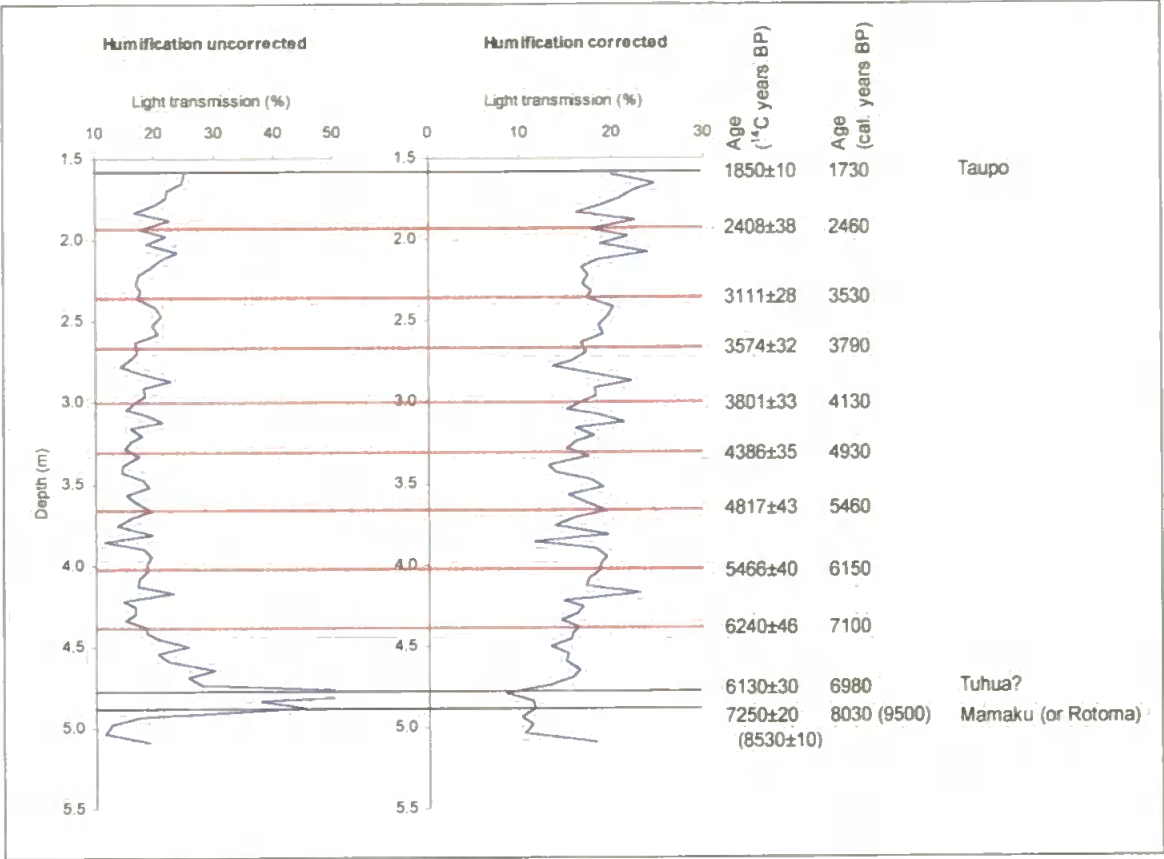 Humification uncorrected
Humification corrected
Age
(¹⁴C years BP)
Age
(cal. years BP)
Light transmission (%)
Light transmission (%)
10 20 30 40 50
0 10 20 30
1.5
1.5
1850±10 1730 Taupo
2408±38 2460
2.0
2.0
3111±28 3530
2.5
2.5
3574±32 3790
3.0
3.0
3801±33 4130
4386±35 4930
Depth (m)
3.5
3.5
4817±43 5460
4.0
4.0
5466±40 6150
6240±46 7100
4.5
4.5
6130±30 6980 Tuhua?
7250±20 8030 (9500) Mamaku (or Rotoma)
5.0
5.0
(8530±10)
5.5
5.5